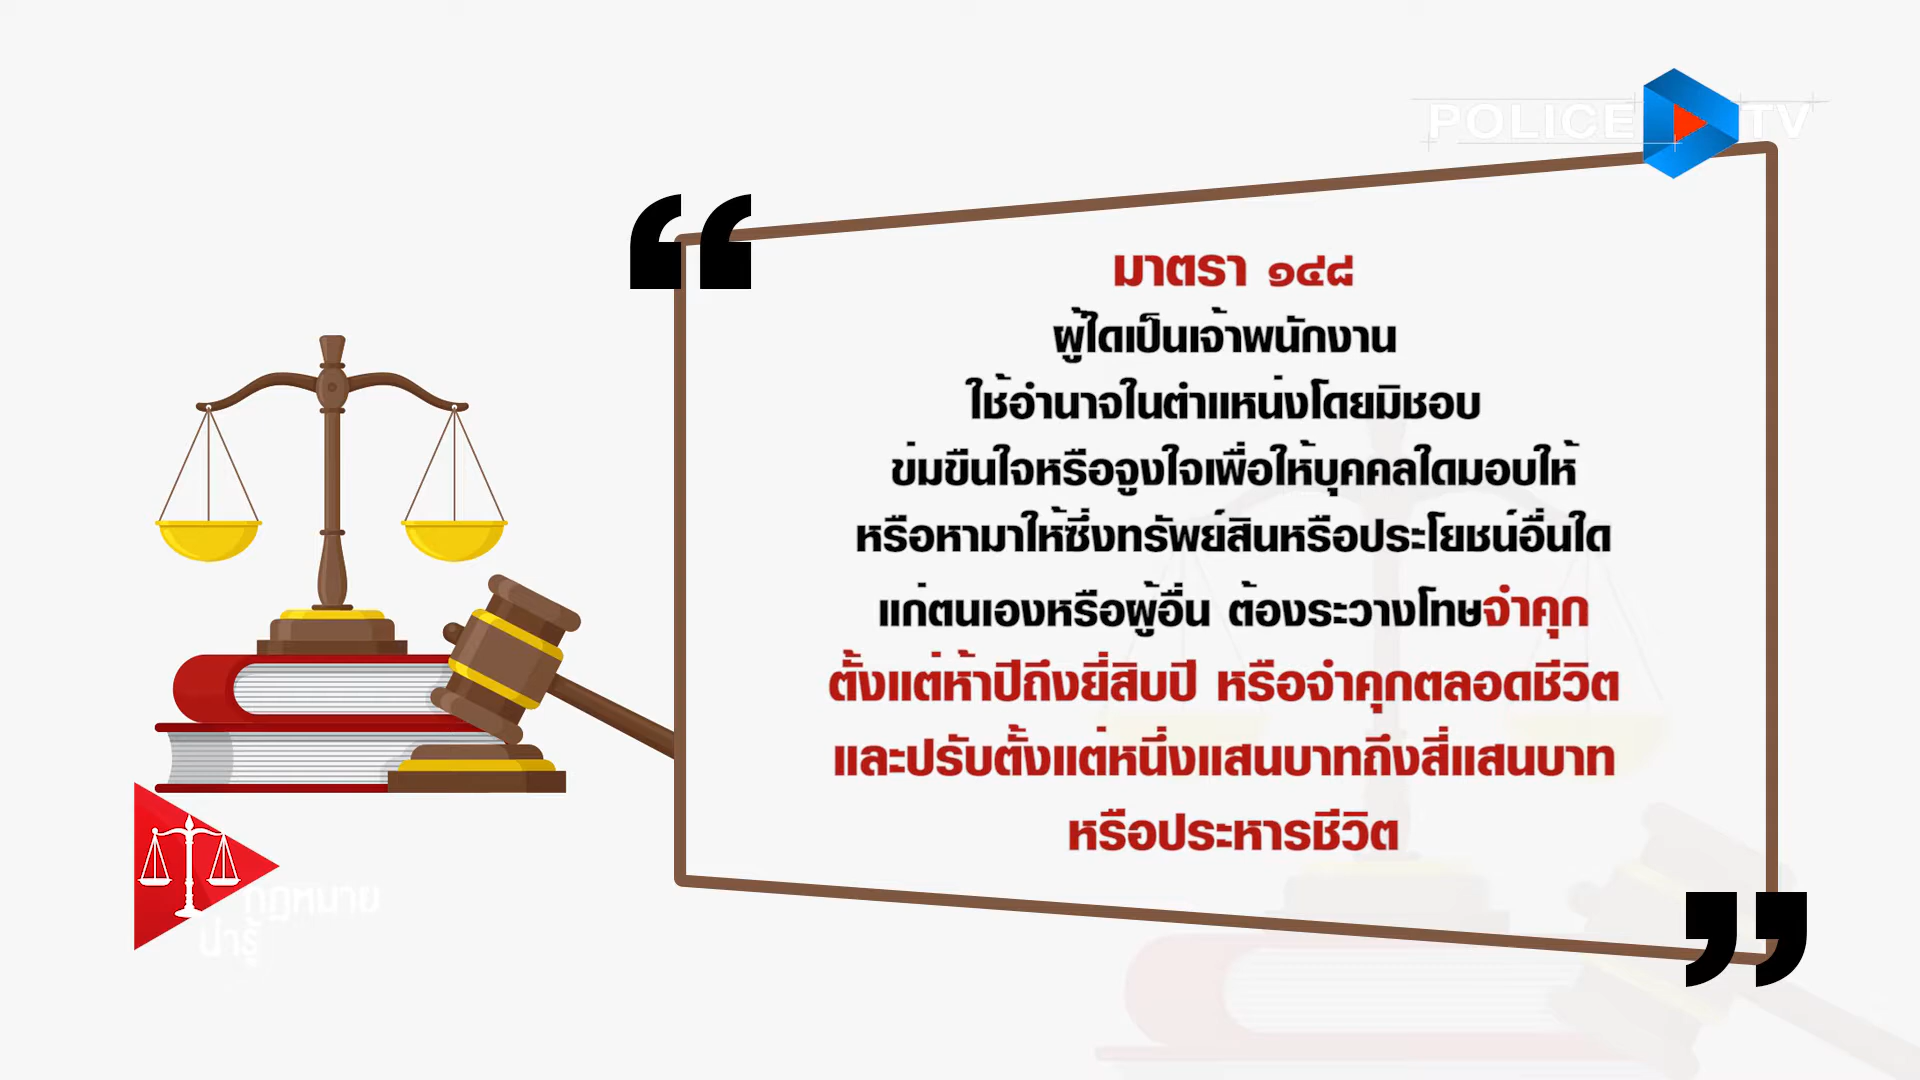 POLICE TV
มาตรา ๑๔๘
ผู้ใดเป็นเจ้าพนักงาน
ใช้อำนาจในตำแหน่งโดยมิชอบ
ข่มขืนใจหรือจูงใจเพื่อให้บุคคลใดมอบให้
หรือหามาให้ซึ่งทรัพย์สินหรือประโยชน์อื่นใด
แก่ตนเองหรือผู้อื่น ต้องระวางโทษจำคุก
ตั้งแต่ห้าปีถึงยี่สิบปี หรือจำคุกตลอดชีวิต
และปรับตั้งแต่หนึ่งแสนบาทถึงสี่แสนบาท
หรือประหารชีวิต
กฎหมาย
น่ารู้